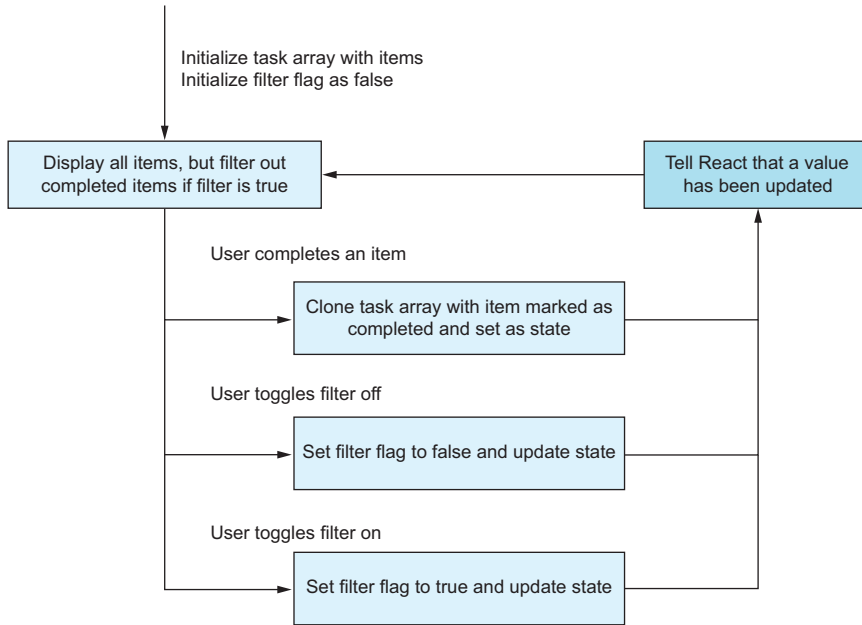 Initialize task array with items
Initialize filter flag as false
Display all items, but filter out
completed items if filter is true
Tell React that a value
has been updated
User completes an item
Clone task array with item marked as
completed and set as state
User toggles filter off
Set filter flag to false and update state
User toggles filter on
Set filter flag to true and update state